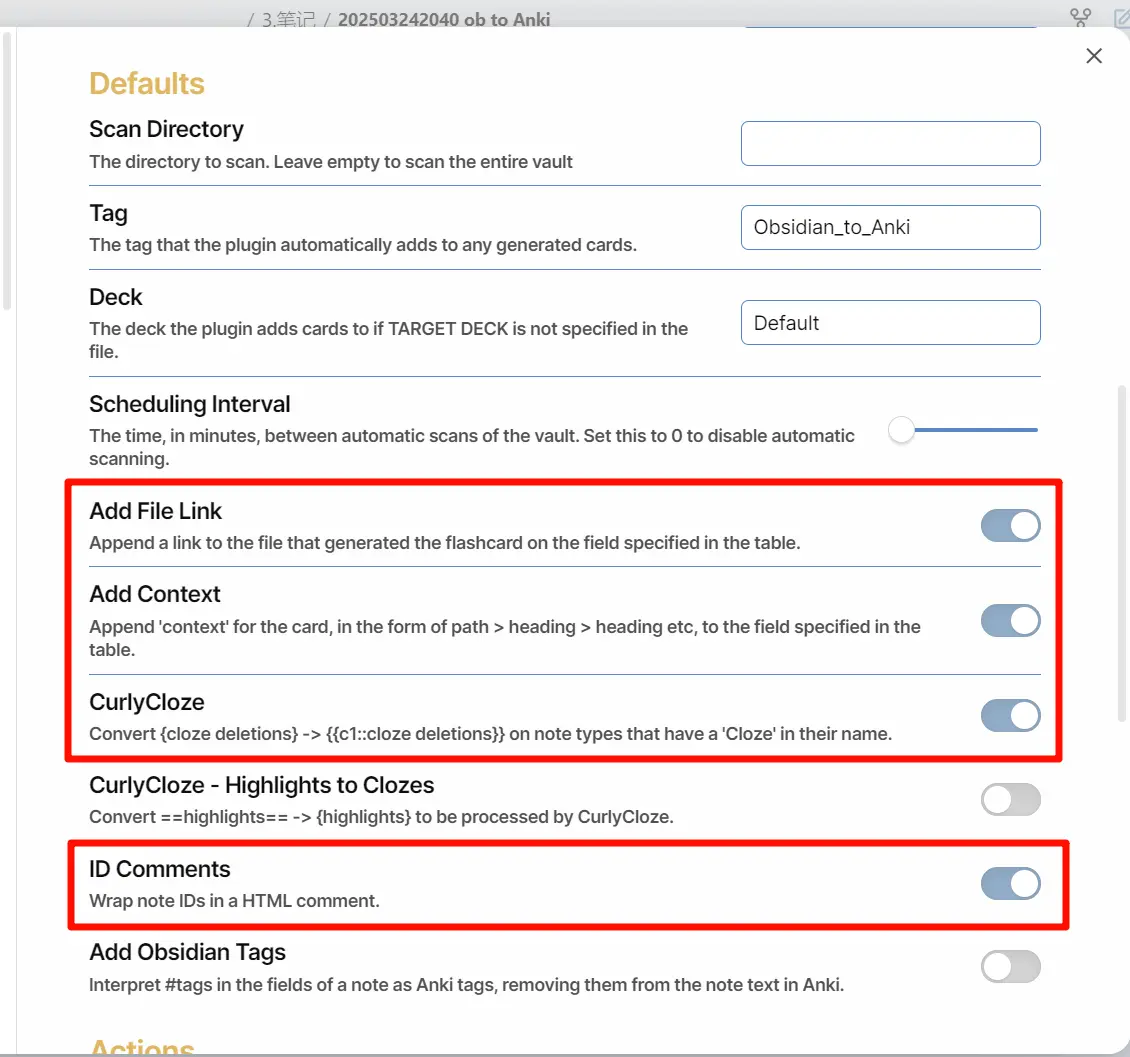 / 3.笔记 / 202503242040 ob to Anki
Defaults
Scan Directory
The directory to scan. Leave empty to scan the entire vault
Tag
The tag that the plugin automatically adds to any generated cards.
Obsidian_to_Anki
Deck
The deck the plugin adds cards to if TARGET DECK is not specified in the
file.
Default
Scheduling Interval
The time, in minutes, between automatic scans of the vault. Set this to 0 to disable automatic
scanning.
Add File Link
Append a link to the file that generated the flashcard on the field specified in the table.
Add Context
Append 'context' for the card, in the form of path > heading > heading etc, to the field specified in the
table.
CurlyCloze
Convert {cloze deletions} -> {{c1::cloze deletions}} on note types that have a 'Cloze' in their name.
CurlyCloze - Highlights to Clozes
Convert ==highlights== -> {highlights} to be processed by CurlyCloze.
ID Comments
Wrap note IDs in a HTML comment.
Add Obsidian Tags
Interpret #tags in the fields of a note as Anki tags, removing them from the note text in Anki.
Actions